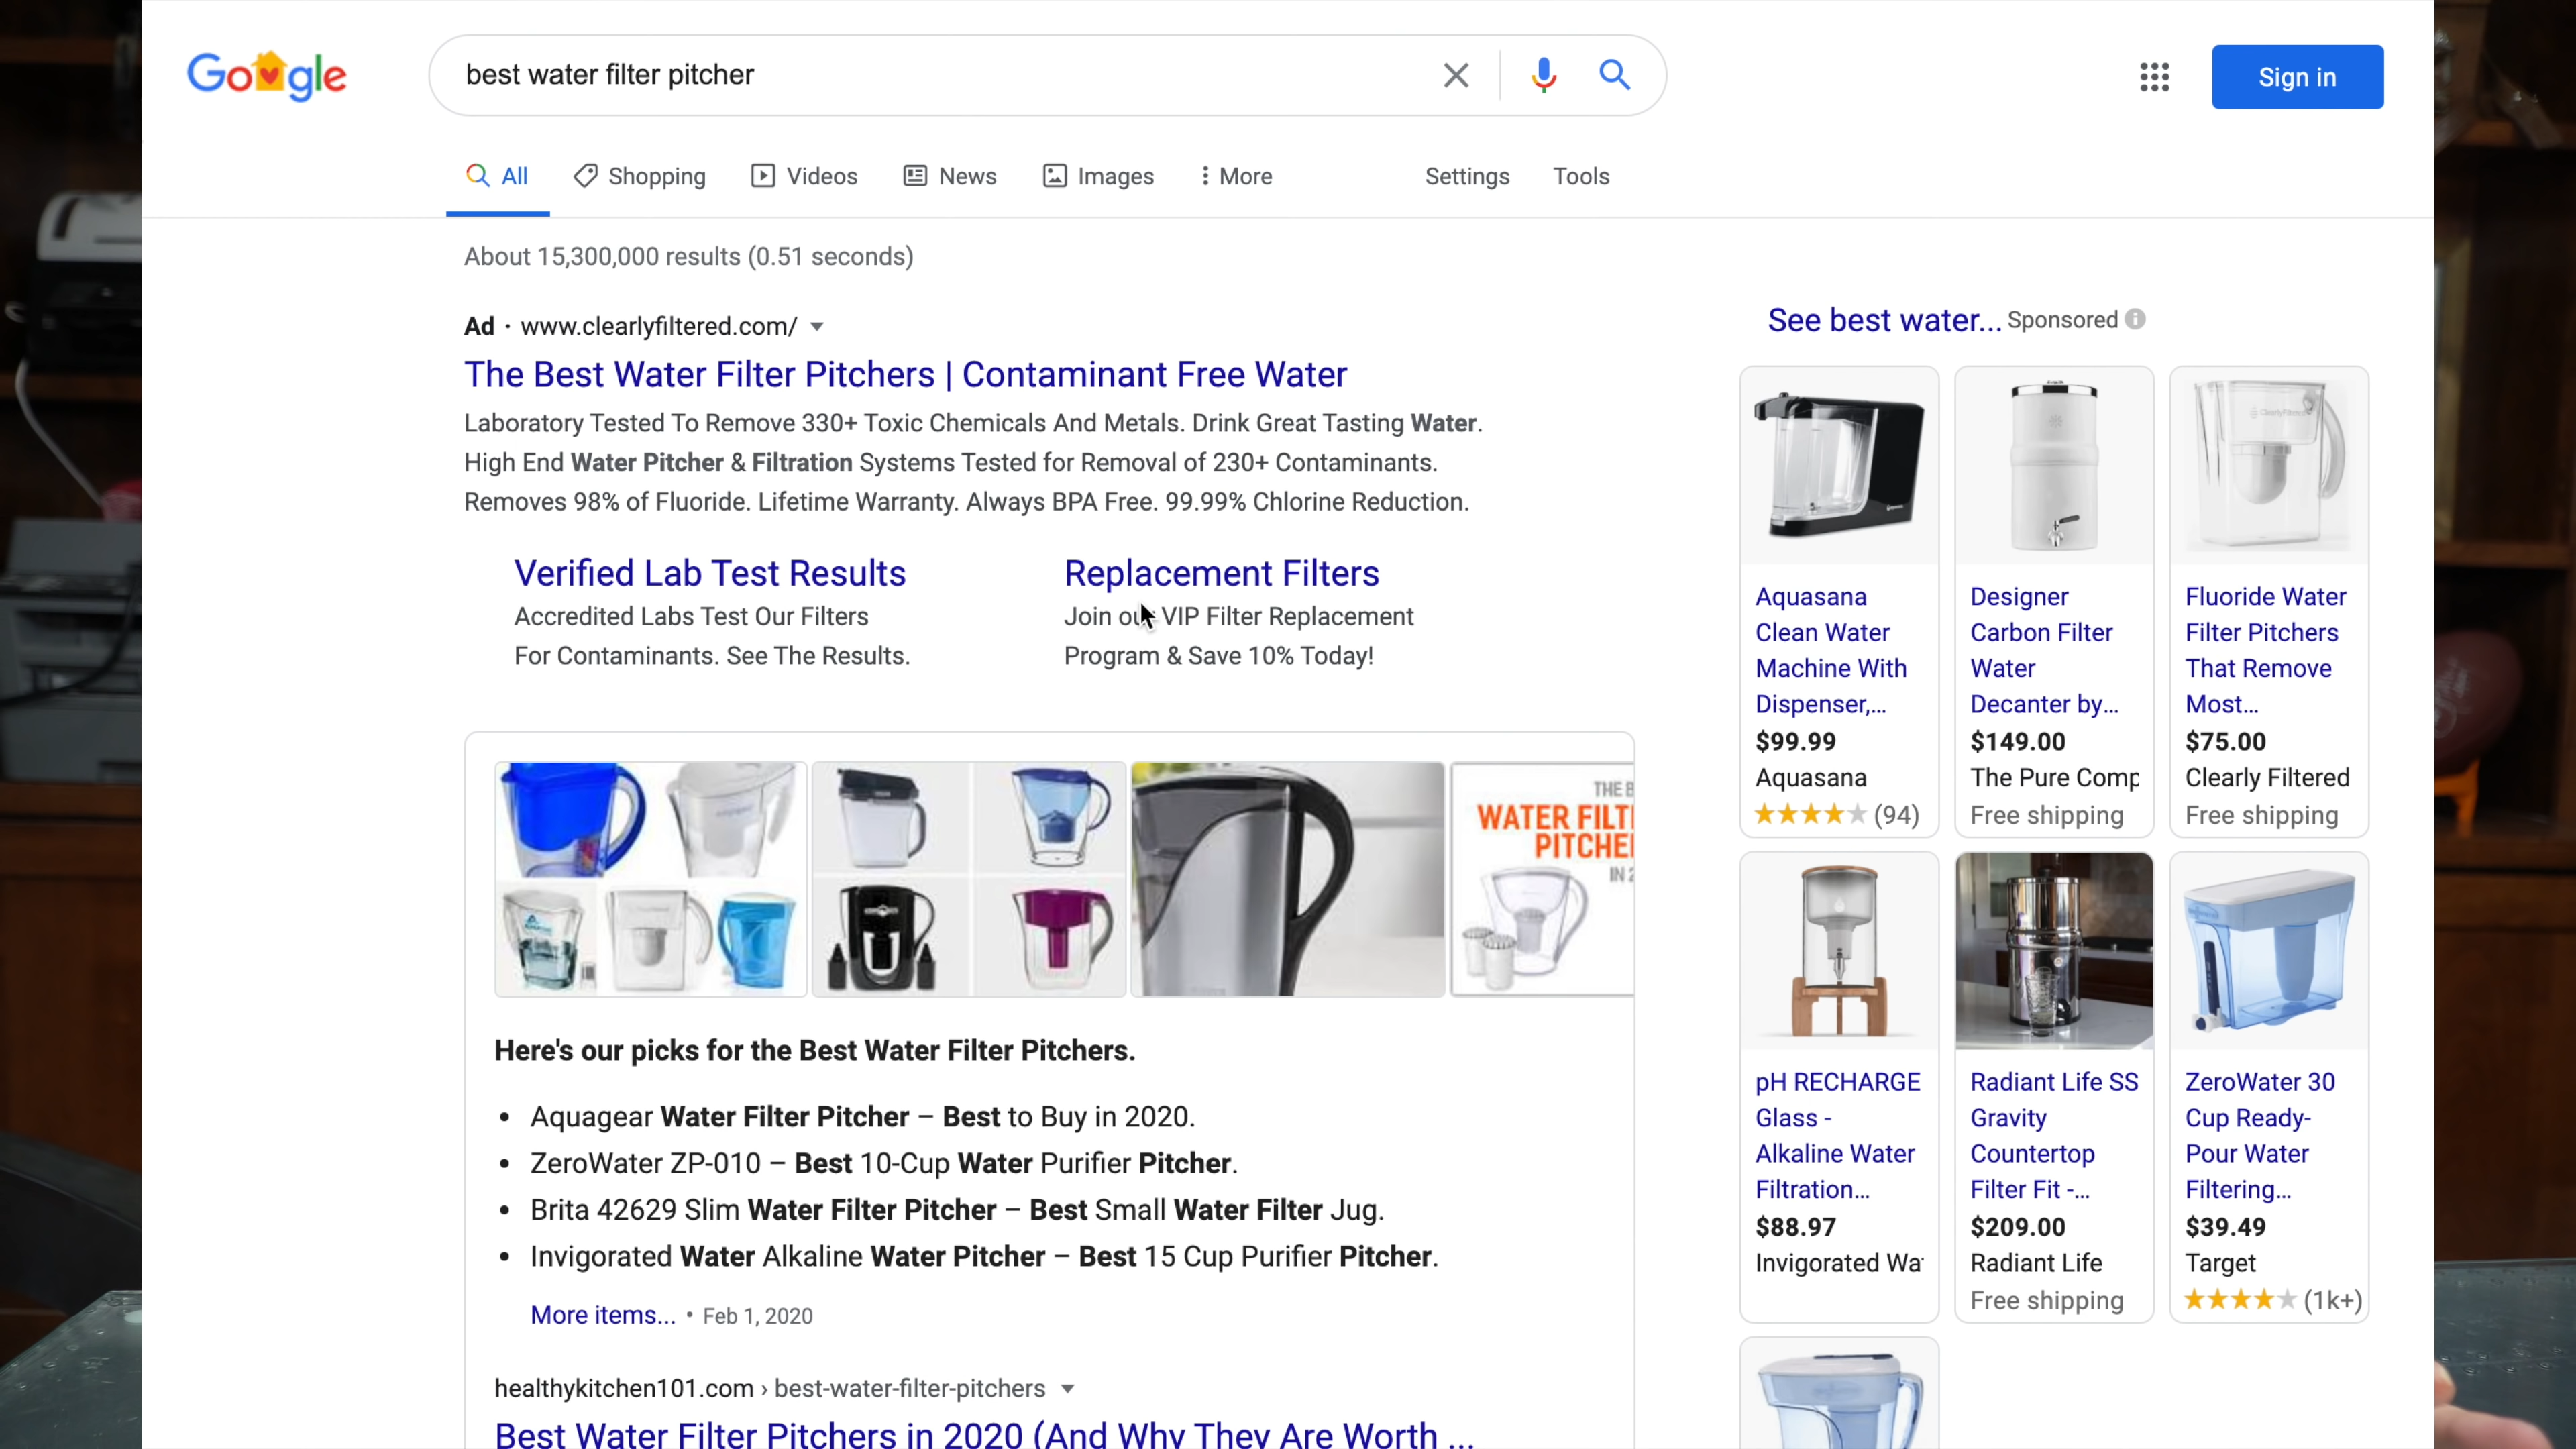 Google
best water filter pitcher
Sign in
All
Shopping
Videos
News
Images
More
Settings
Tools
About 15,300,000 results (0.51 seconds)
Ad · www.clearlyfiltered.com/
The Best Water Filter Pitchers | Contaminant Free Water
Laboratory Tested To Remove 330+ Toxic Chemicals And Metals. Drink Great Tasting Water.
High End Water Pitcher & Filtration Systems Tested for Removal of 230+ Contaminants.
Removes 98% of Fluoride. Lifetime Warranty. Always BPA Free. 99.99% Chlorine Reduction.
Verified Lab Test Results
Accredited Labs Test Our Filters
For Contaminants. See The Results.
Replacement Filters
Join our VIP Filter Replacement
Program & Save 10% Today!
THE B
WATER FILT
PITCHE
IN 2
Here's our picks for the Best Water Filter Pitchers.
• Aquagear Water Filter Pitcher – Best to Buy in 2020.
• ZeroWater ZP-010 – Best 10-Cup Water Purifier Pitcher.
• Brita 42629 Slim Water Filter Pitcher – Best Small Water Filter Jug.
• Invigorated Water Alkaline Water Pitcher – Best 15 Cup Purifier Pitcher.
More items... • Feb 1, 2020
healthykitchen101.com › best-water-filter-pitchers
Best Water Filter Pitchers in 2020 (And Why They Are Worth ...
See best water... Sponsored
Aquasana
Clean Water
Machine With
Dispenser,...
$99.99
Aquasana
(94)
Designer
Carbon Filter
Water
Decanter by...
$149.00
The Pure Comp
Free shipping
ClearlyFiltered
Fluoride Water
Filter Pitchers
That Remove
Most...
$75.00
Clearly Filtered
Free shipping
pH RECHARGE
Glass -
Alkaline Water
Filtration...
$88.97
Invigorated Wa
Radiant Life SS
Gravity
Countertop
Filter Fit -...
$209.00
Radiant Life
Free shipping
ZeroWater 30
Cup Ready-
Pour Water
Filtering...
$39.49
Target
(1k+)